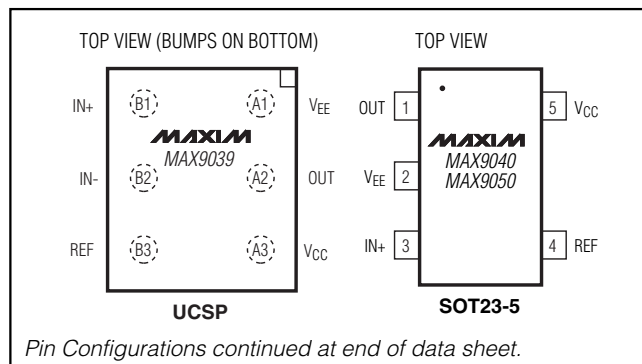 TOP VIEW (BUMPS ON BOTTOM)
IN+ B1 A1 VEE
MAXIM
MAX9039
IN- B2 A2 OUT
REF B3 A3 VCC
UCSP
TOP VIEW
OUT 1 5 VCC
MAXIM
MAX9040
MAX9050
VEE 2
IN+ 3 4 REF
SOT23-5
Pin Configurations continued at end of data sheet.